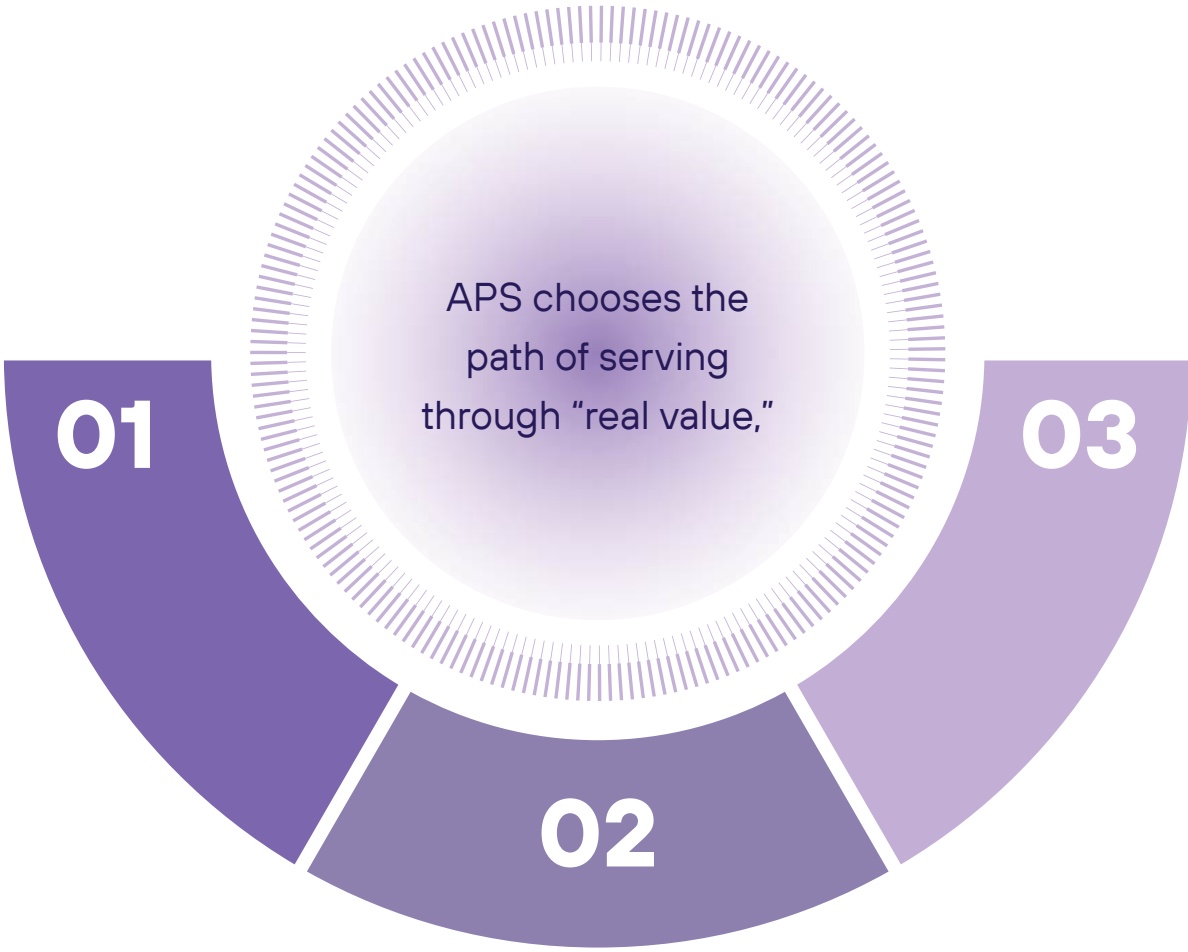 APS chooses the
path of serving
through “real value,”
01
03
02